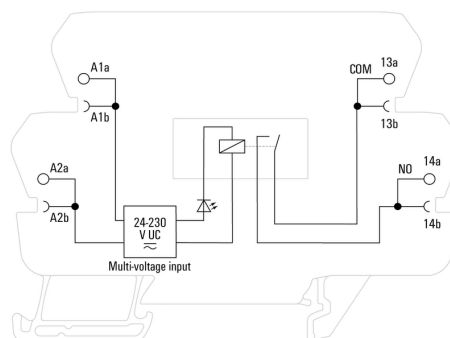 A1a
COM 13a
A1b
13b
A2a
NO 14a
A2b
24-230
V UC
14b
Multi-voltage input